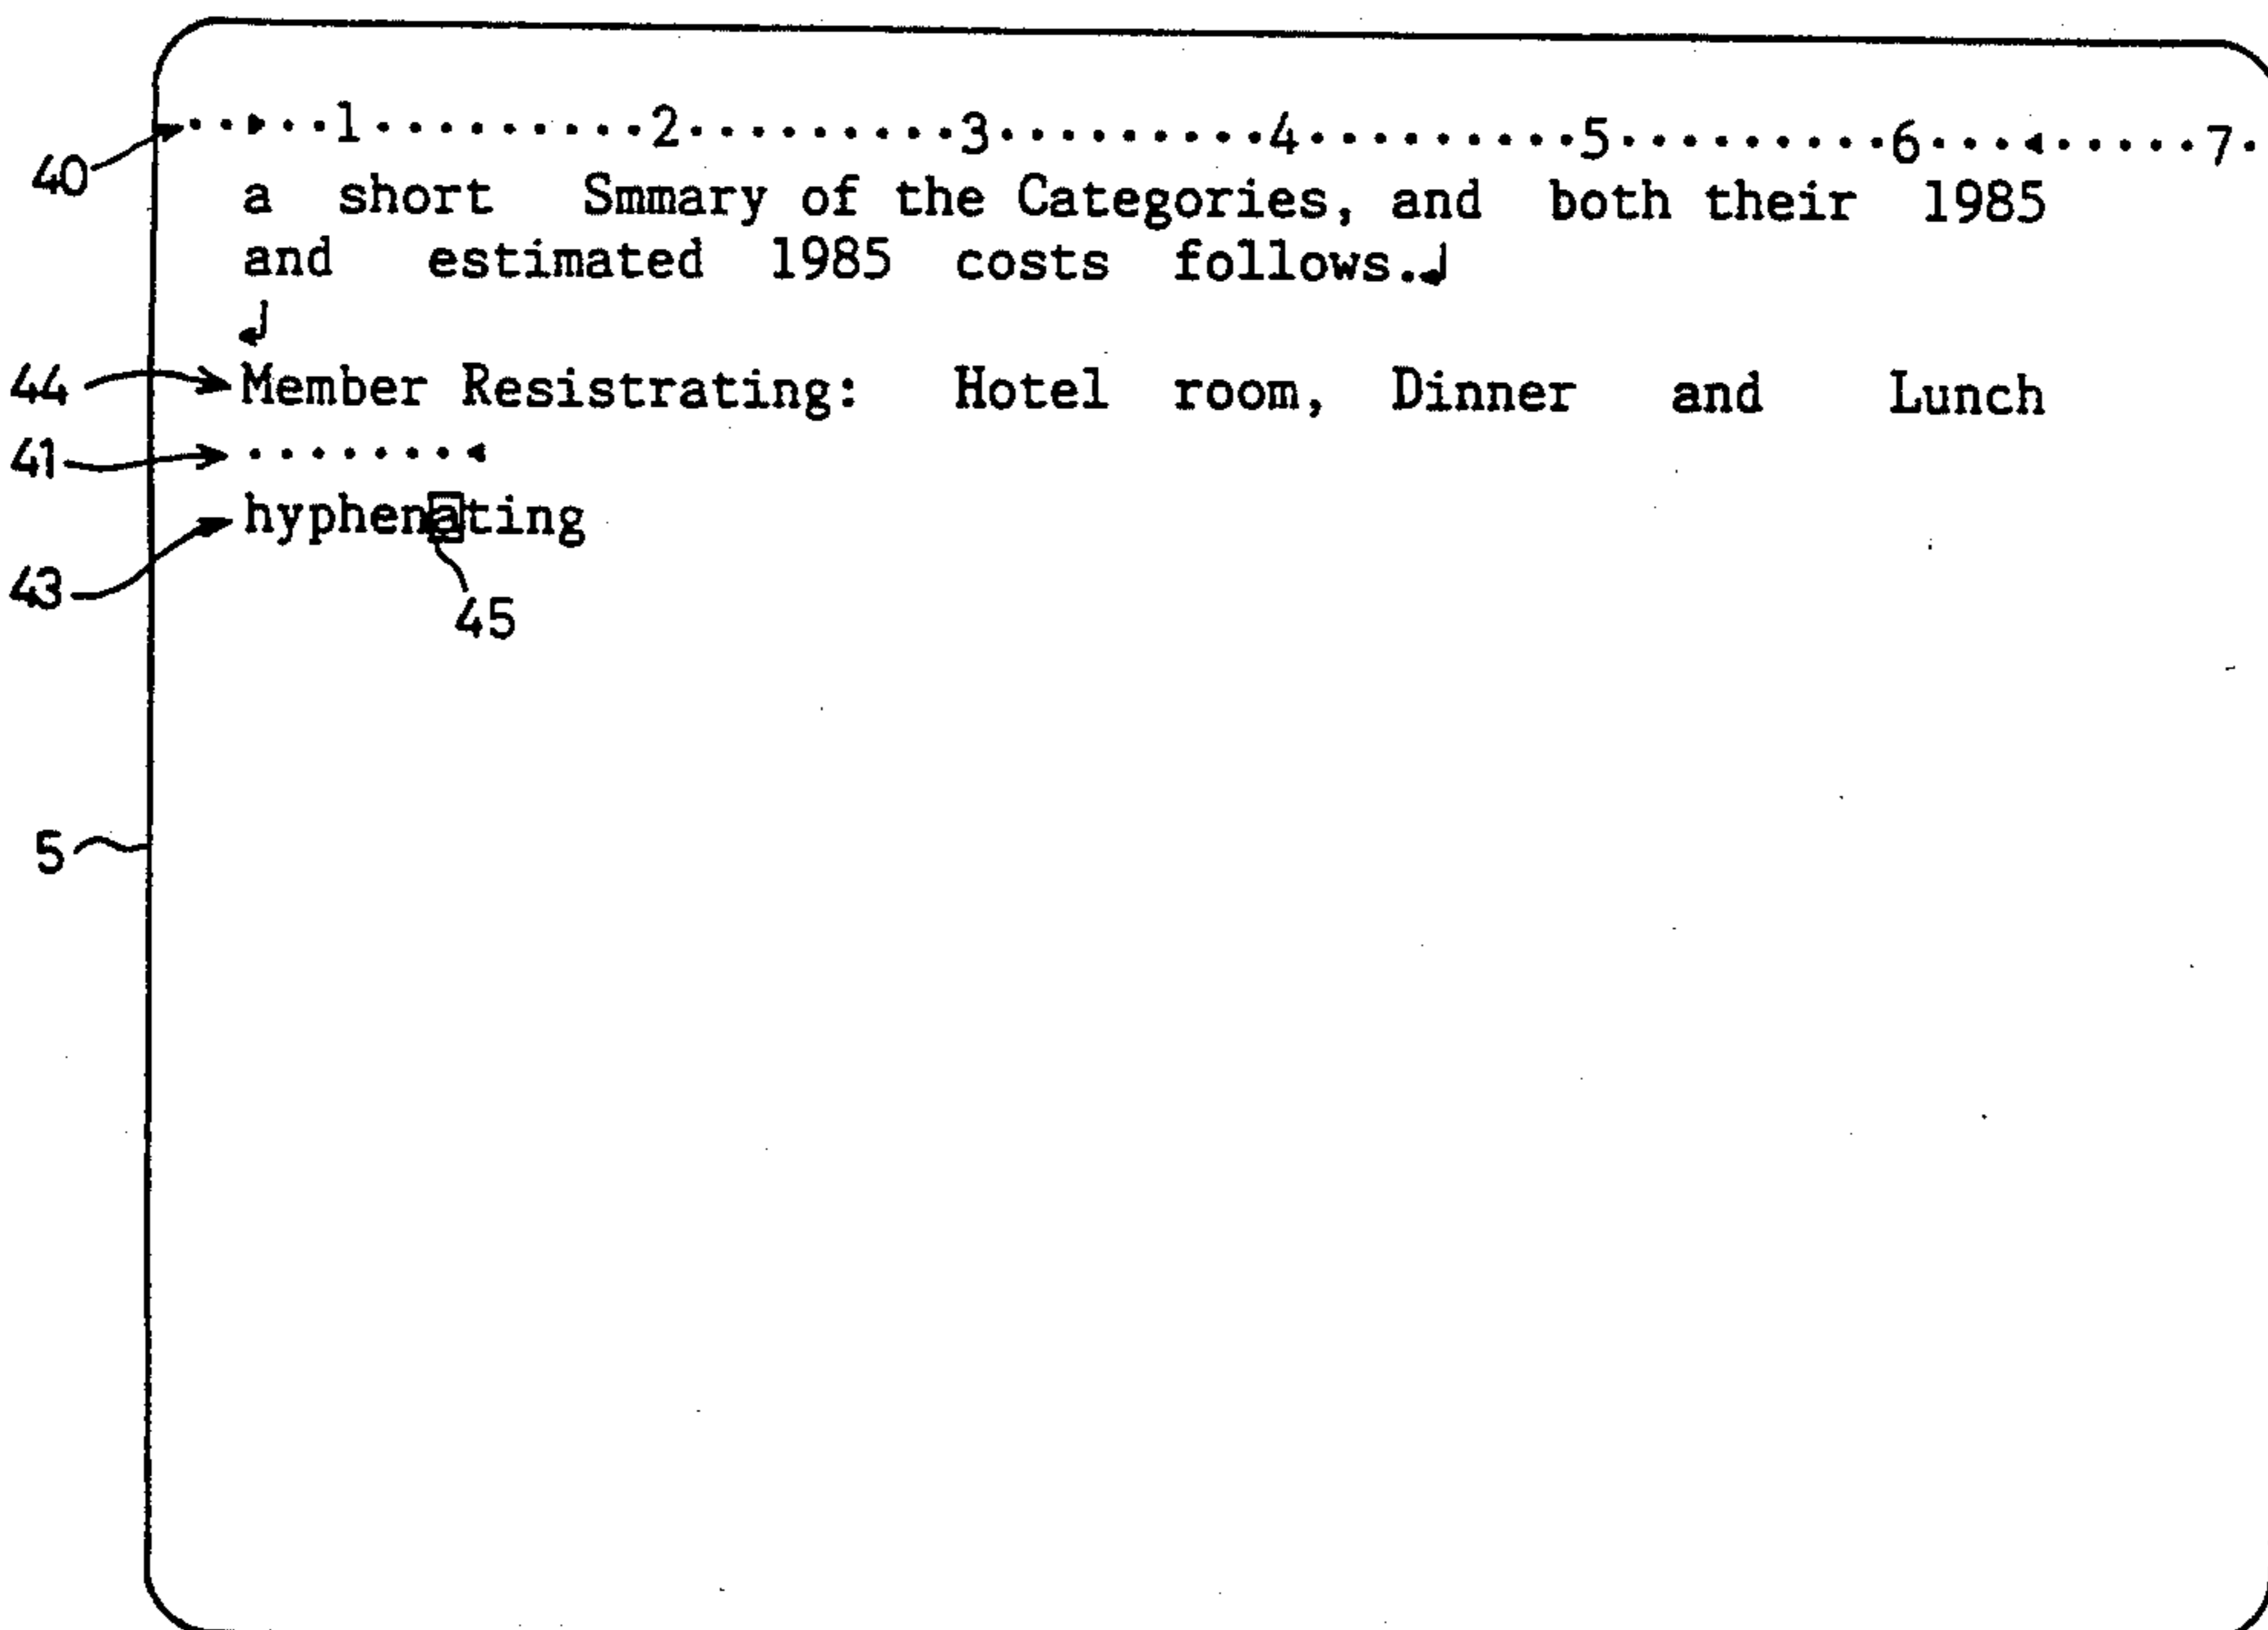 40 ··▸··1·········2·········3·········4·········5·········6···◂·····7·
a short Smmary of the Categories, and both their 1985
and estimated 1985 costs follows.↲
↲
44 Member Resistrating: Hotel room, Dinner and Lunch
41 ·······◂
43 hyphenating
45
5